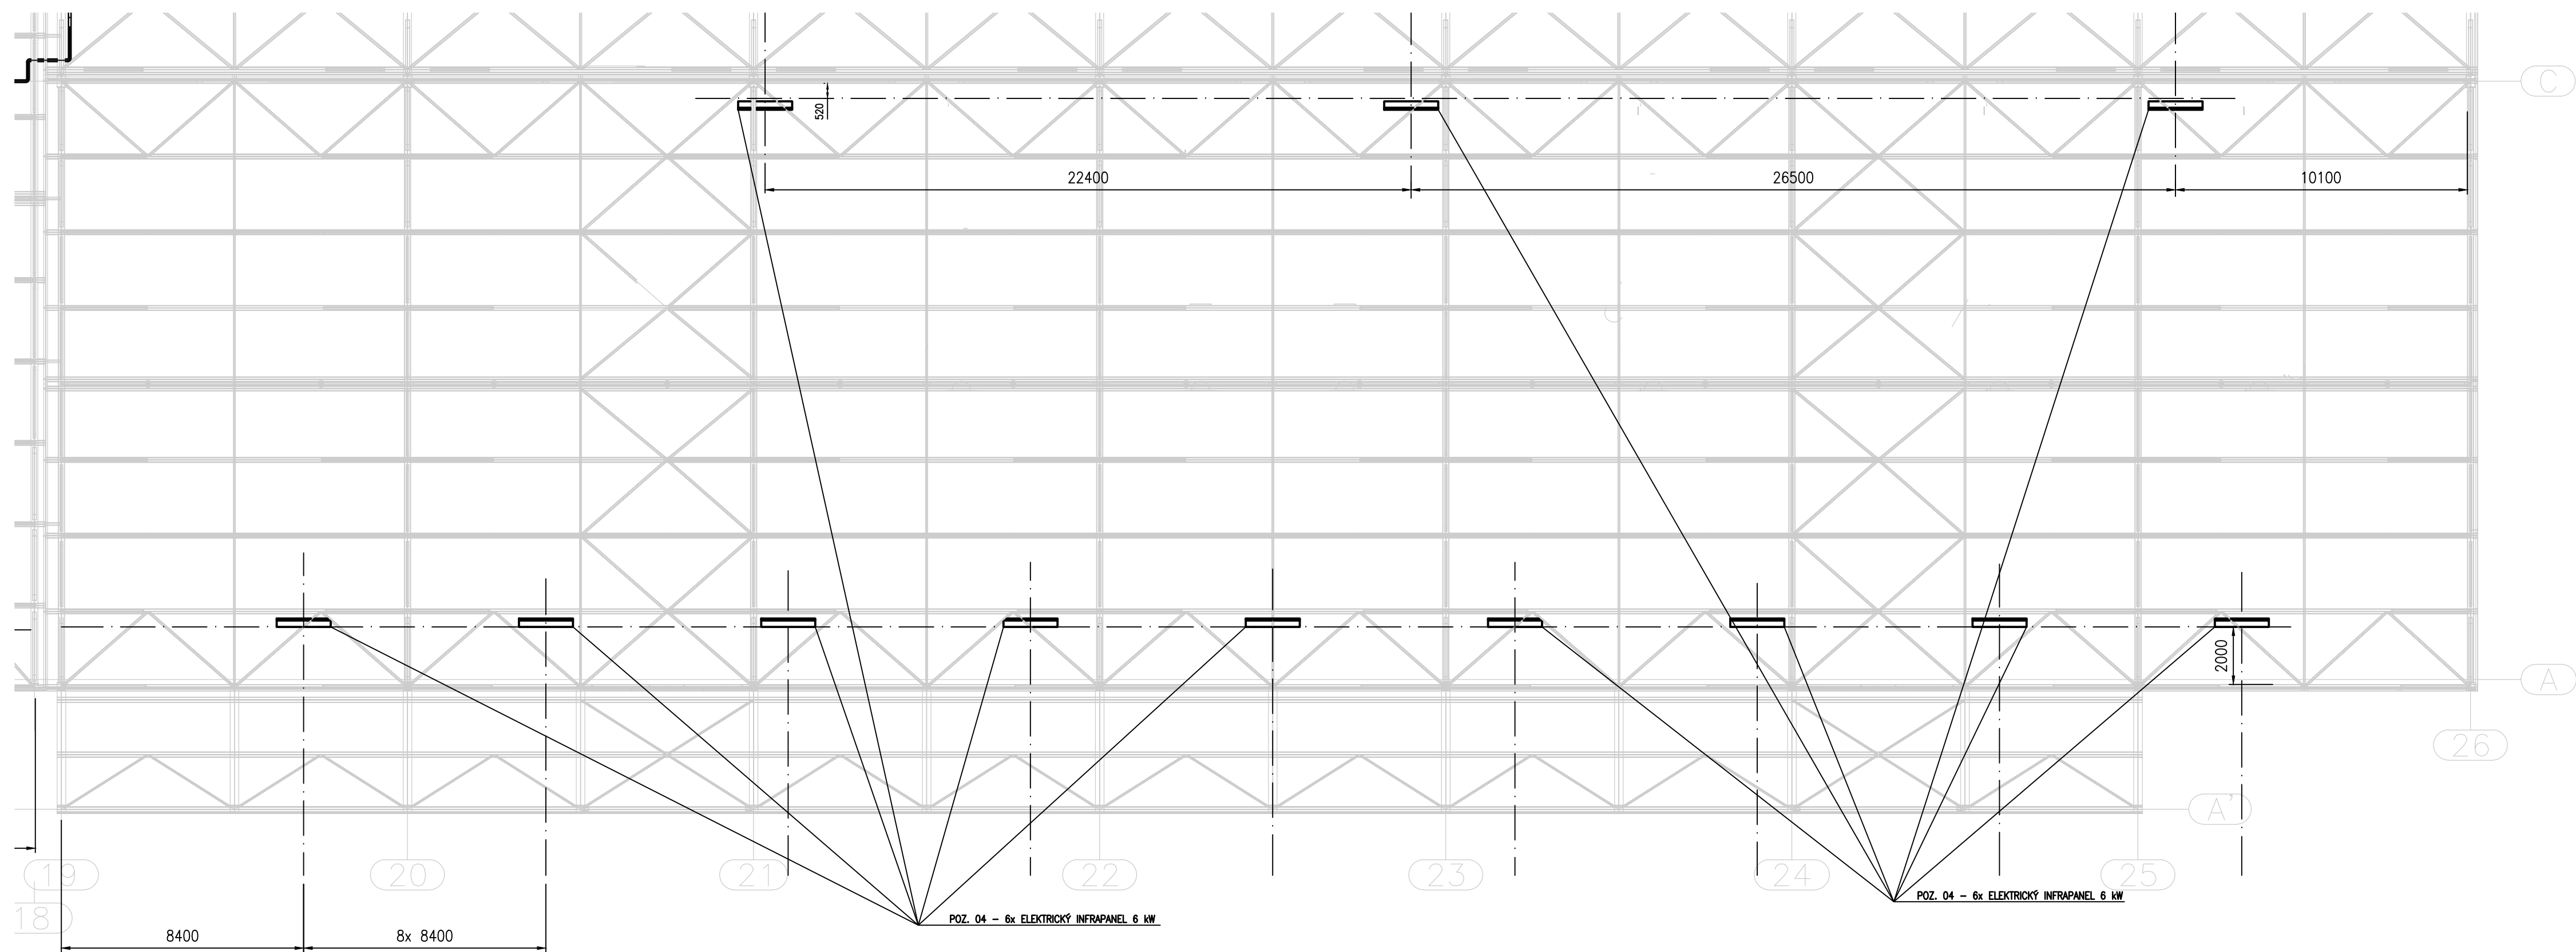 C
520
22400
26500
10100
2000
A
26
A'
19
20
21
22
23
24
25
18
POZ. 04 - 6x ELEKTRICKÝ INFRAPANEL 6 kW
POZ. 04 - 6x ELEKTRICKÝ INFRAPANEL 6 kW
8400
8x 8400